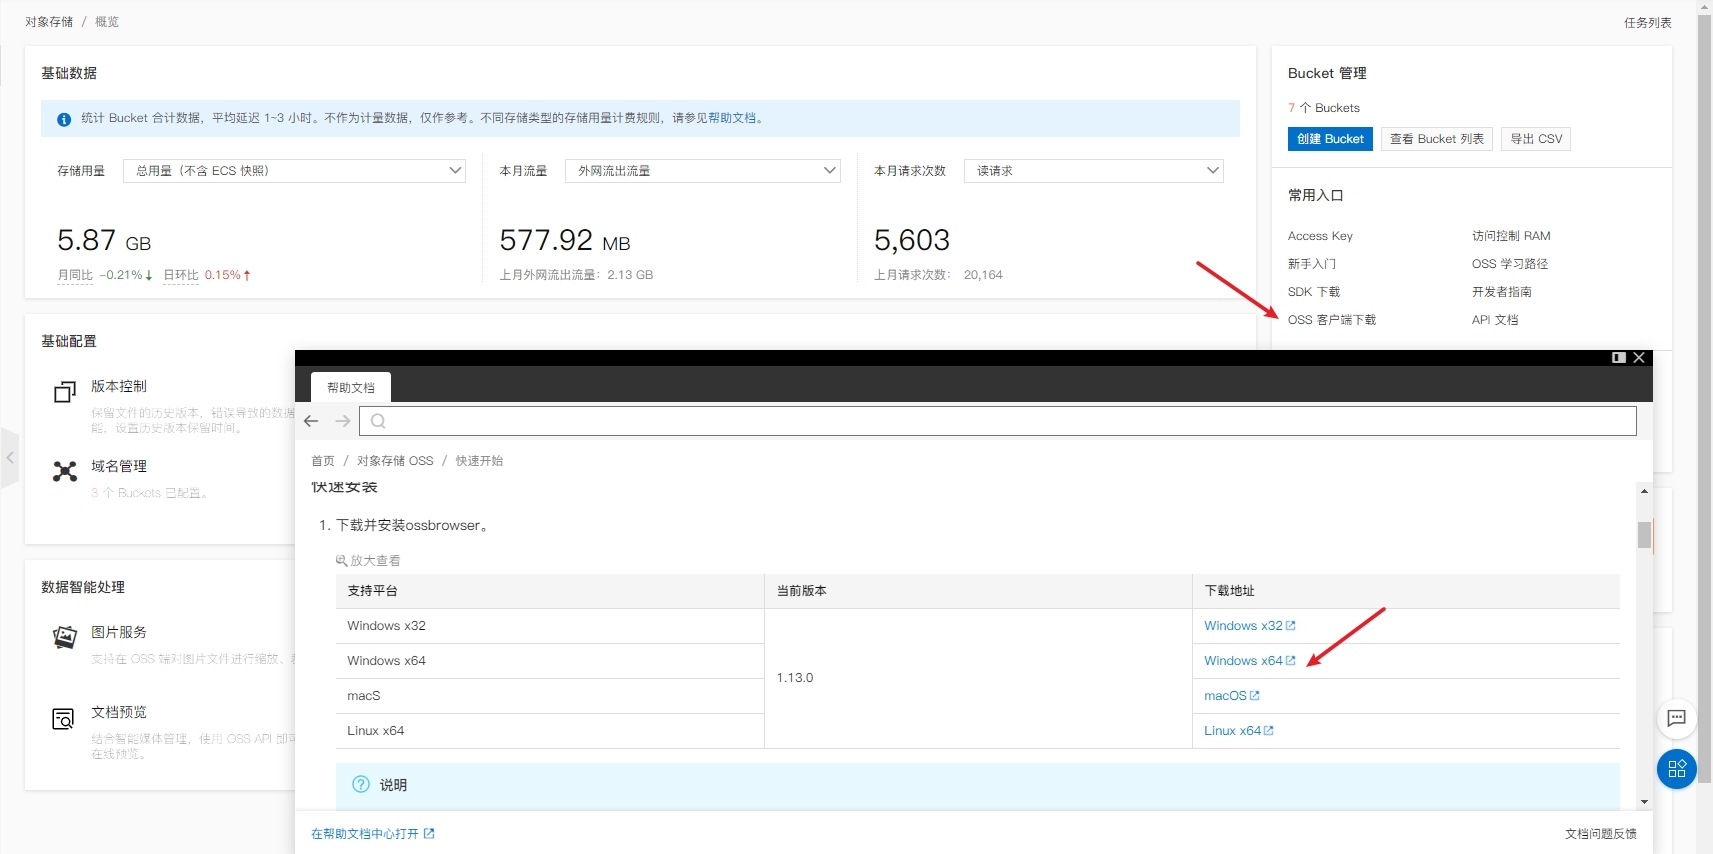 对象存储 / 概览
任务列表
基础数据
统计 Bucket 合计数据，平均延迟 1~3 小时。不作为计量数据，仅作参考。不同存储类型的存储用量计费规则，请参见帮助文档。
存储用量 总用量（不含 ECS 快照）
5.87 GB
月同比 -0.21%↓ 日环比 0.15%↑
本月流量 外网流出流量
577.92 MB
上月外网流出流量：2.13 GB
本月请求次数 读请求
5,603
上月请求次数： 20,164
Bucket 管理
7 个 Buckets
创建 Bucket 查看 Bucket 列表 导出 CSV
常用入口
Access Key 访问控制 RAM
新手入门 OSS 学习路径
SDK 下载 开发者指南
OSS 客户端下载 API 文档
基础配置
版本控制
保留文件的历史版本，错误导致的数据
能，设置历史版本保留时间。
域名管理
3 个 Buckets 已配置。
数据智能处理
图片服务
支持在 OSS 端对图片文件进行缩放、
文档预览
结合智能媒体管理，使用 OSS API 即可
在线预览。
帮助文档
首页 / 对象存储 OSS / 快速开始
快速安装
1. 下载并安装ossbrowser。
放大查看
支持平台 当前版本 下载地址
Windows x32 Windows x32
Windows x64 Windows x64
1.13.0
macS macOS
Linux x64 Linux x64
说明
在帮助文档中心打开
文档问题反馈